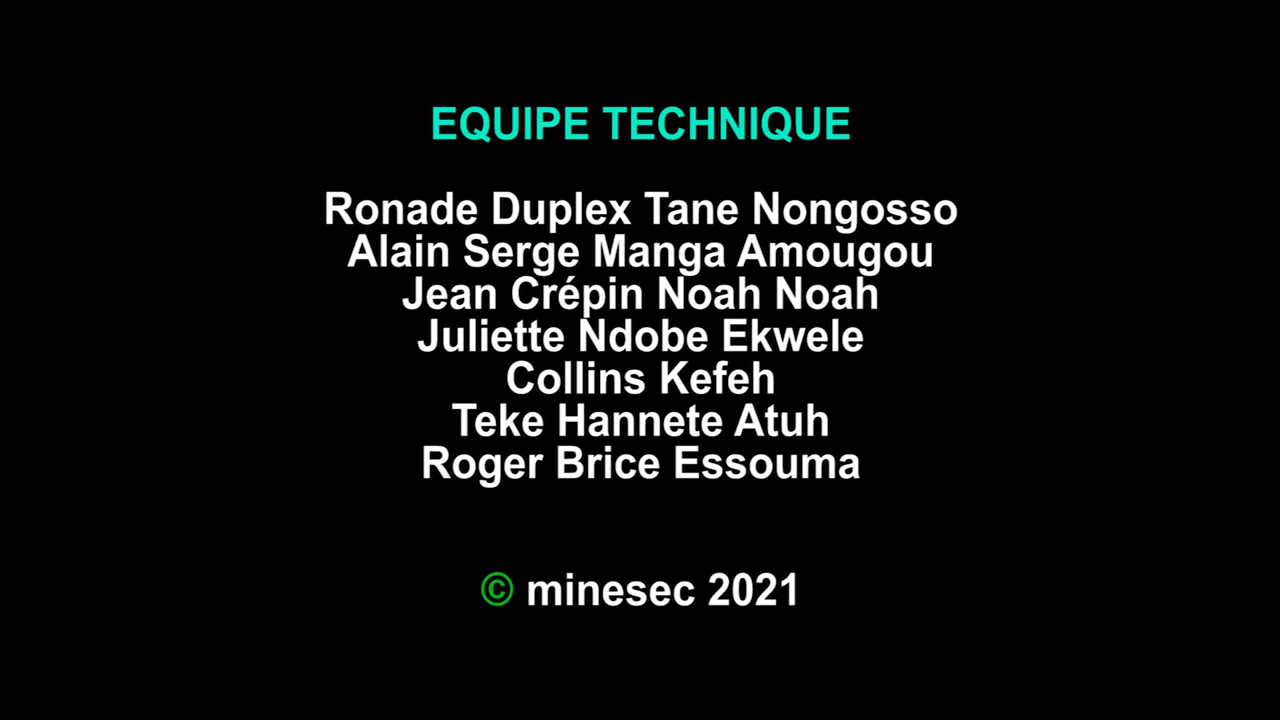 EQUIPE TECHNIQUE
Ronade Duplex Tane Nongosso
Alain Serge Manga Amougou
Jean Crépin Noah Noah
Juliette Ndobe Ekwele
Collins Kefeh
Teke Hannete Atuh
Roger Brice Essouma
© minesec 2021